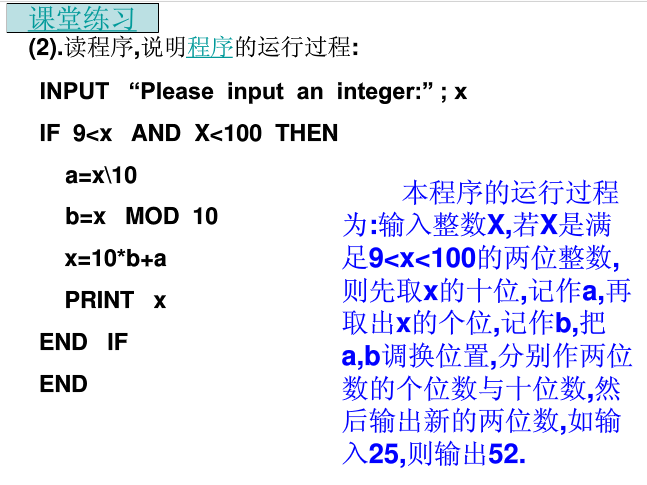 课堂练习
(2).读程序,说明程序的运行过程:
INPUT “Please input an integer:” ; x
IF 9<x AND X<100 THEN
a=x\10
b=x MOD 10
x=10*b+a
PRINT x
END IF
END
本程序的运行过程
为:输入整数X,若X是满
足9<x<100的两位整数,
则先取x的十位,记作a,再
取出x的个位,记作b,把
a,b调换位置,分别作两位
数的个位数与十位数,然
后输出新的两位数,如输
入25,则输出52.